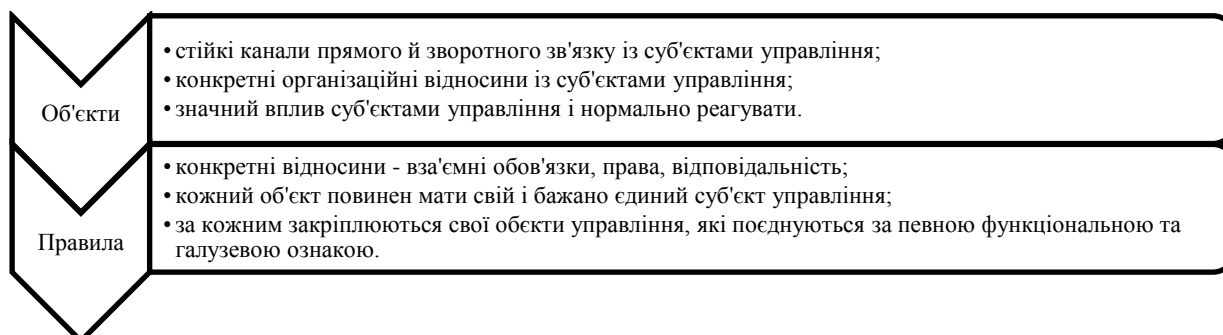 Об'єкти
• стійкі канали прямого й зворотного зв'язку із суб'єктами управління;
• конкретні організаційні відносини із суб'єктами управління;
• значний вплив суб'єктами управління і нормально реагувати.
Правила
• конкретні відносини - вза'ємні обов'язки, права, відповідальність;
• кожний об'єкт повинен мати свій і бажано єдиний суб'єкт управління;
• за кожним закріплюються свої обєкти управління, які поєднуються за певною функціональною та
галузевою ознакою.